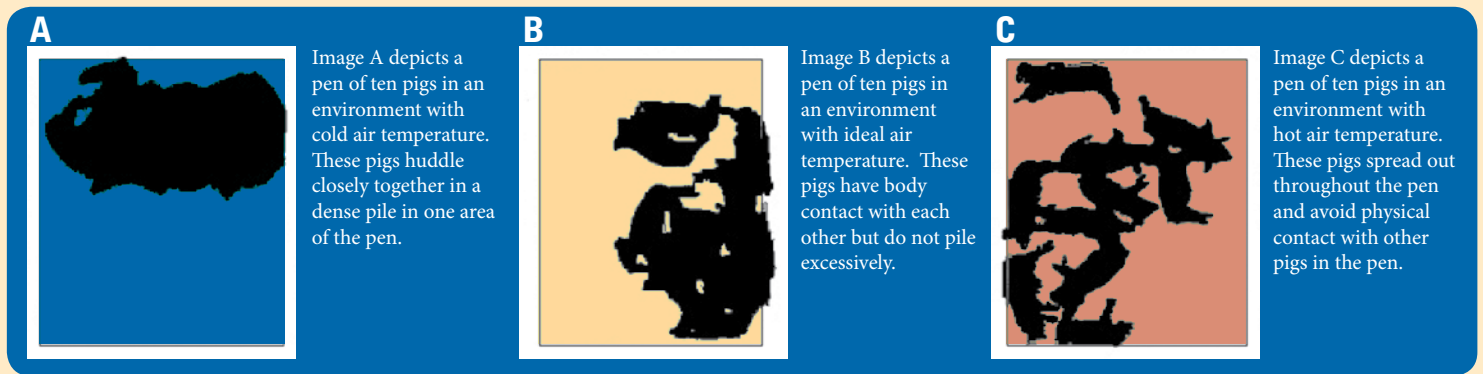 A
Image A depicts a
pen of ten pigs in an
environment with
cold air temperature.
These pigs huddle
closely together in a
dense pile in one area
of the pen.
B
Image B depicts a
pen of ten pigs in
an environment
with ideal air
temperature.  These
pigs have body
contact with each
other but do not pile
excessively.
C
Image C depicts a
pen of ten pigs in an
environment with
hot air temperature.
These pigs spread out
throughout the pen
and avoid physical
contact with other
pigs in the pen.